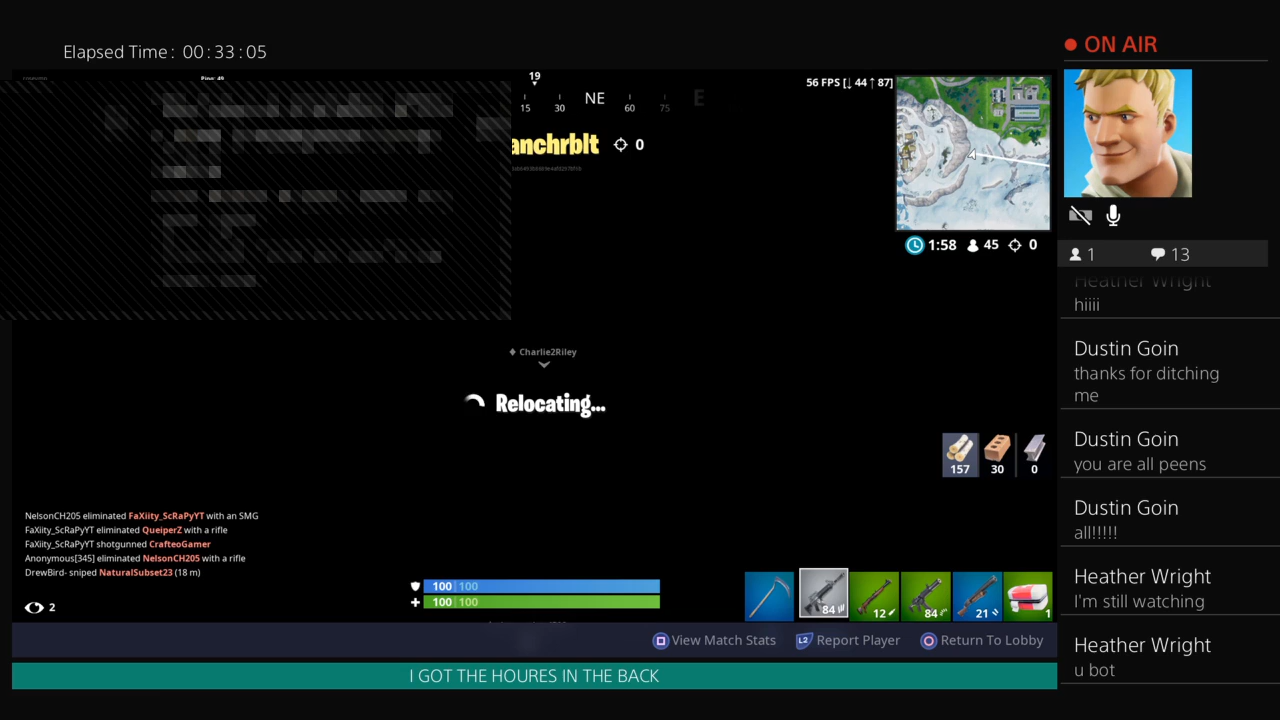 Elapsed Time: 00:33:05
ON AIR
19
15 30 NE 60 75 E
56 FPS [↓ 44 ↑ 87]
anchrblt 0
1:58 45 0
1 13
Heather Wright
hiiii
Dustin Goin
thanks for ditching
me
Dustin Goin
you are all peens
Dustin Goin
all!!!!!
Heather Wright
I'm still watching
Heather Wright
u bot
Charlie2Riley
Relocating...
157 30 0
NelsonCH205 eliminated FaXiity_ScRaPyYT with an SMG
FaXiity_ScRaPyYT eliminated QueiperZ with a rifle
FaXiity_ScRaPyYT shotgunned CrafteoGamer
Anonymous[345] eliminated NelsonCH205 with a rifle
DrewBird- sniped NaturalSubset23 (18 m)
2
100 100
100 100
84 12 84 21 1
View Match Stats L2 Report Player Return To Lobby
I GOT THE HOURES IN THE BACK